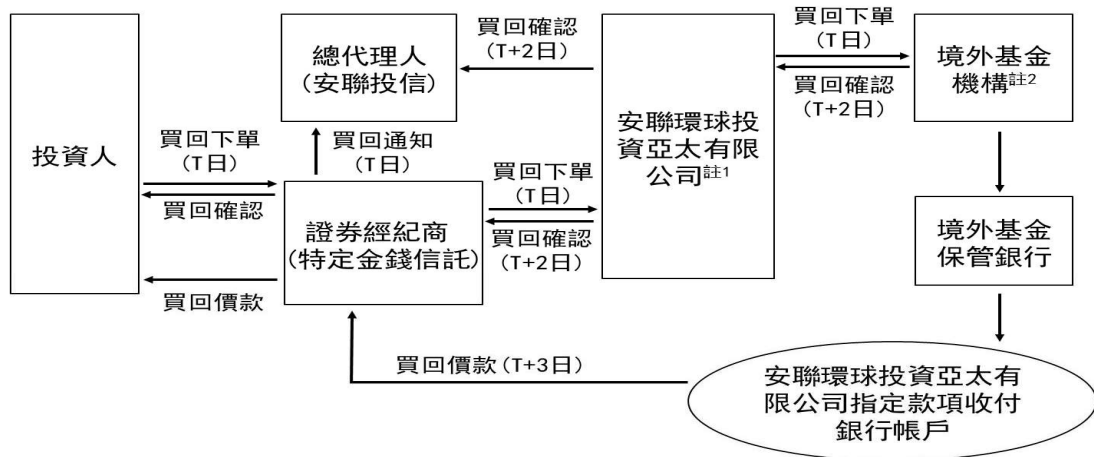 投資人
買回下單
(T日)
買回確認
買回價款
總代理人
(安聯投信)
買回通知
(T日)
證券經紀商
(特定金錢信託)
買回確認
(T+2日)
買回下單
(T日)
買回確認
(T+2日)
安聯環球投
資亞太有限
公司註1
買回下單
(T日)
買回確認
(T+2日)
境外基金
機構註2
境外基金
保管銀行
買回價款(T+3日)
安聯環球投資亞太有
限公司指定款項收付
銀行帳戶